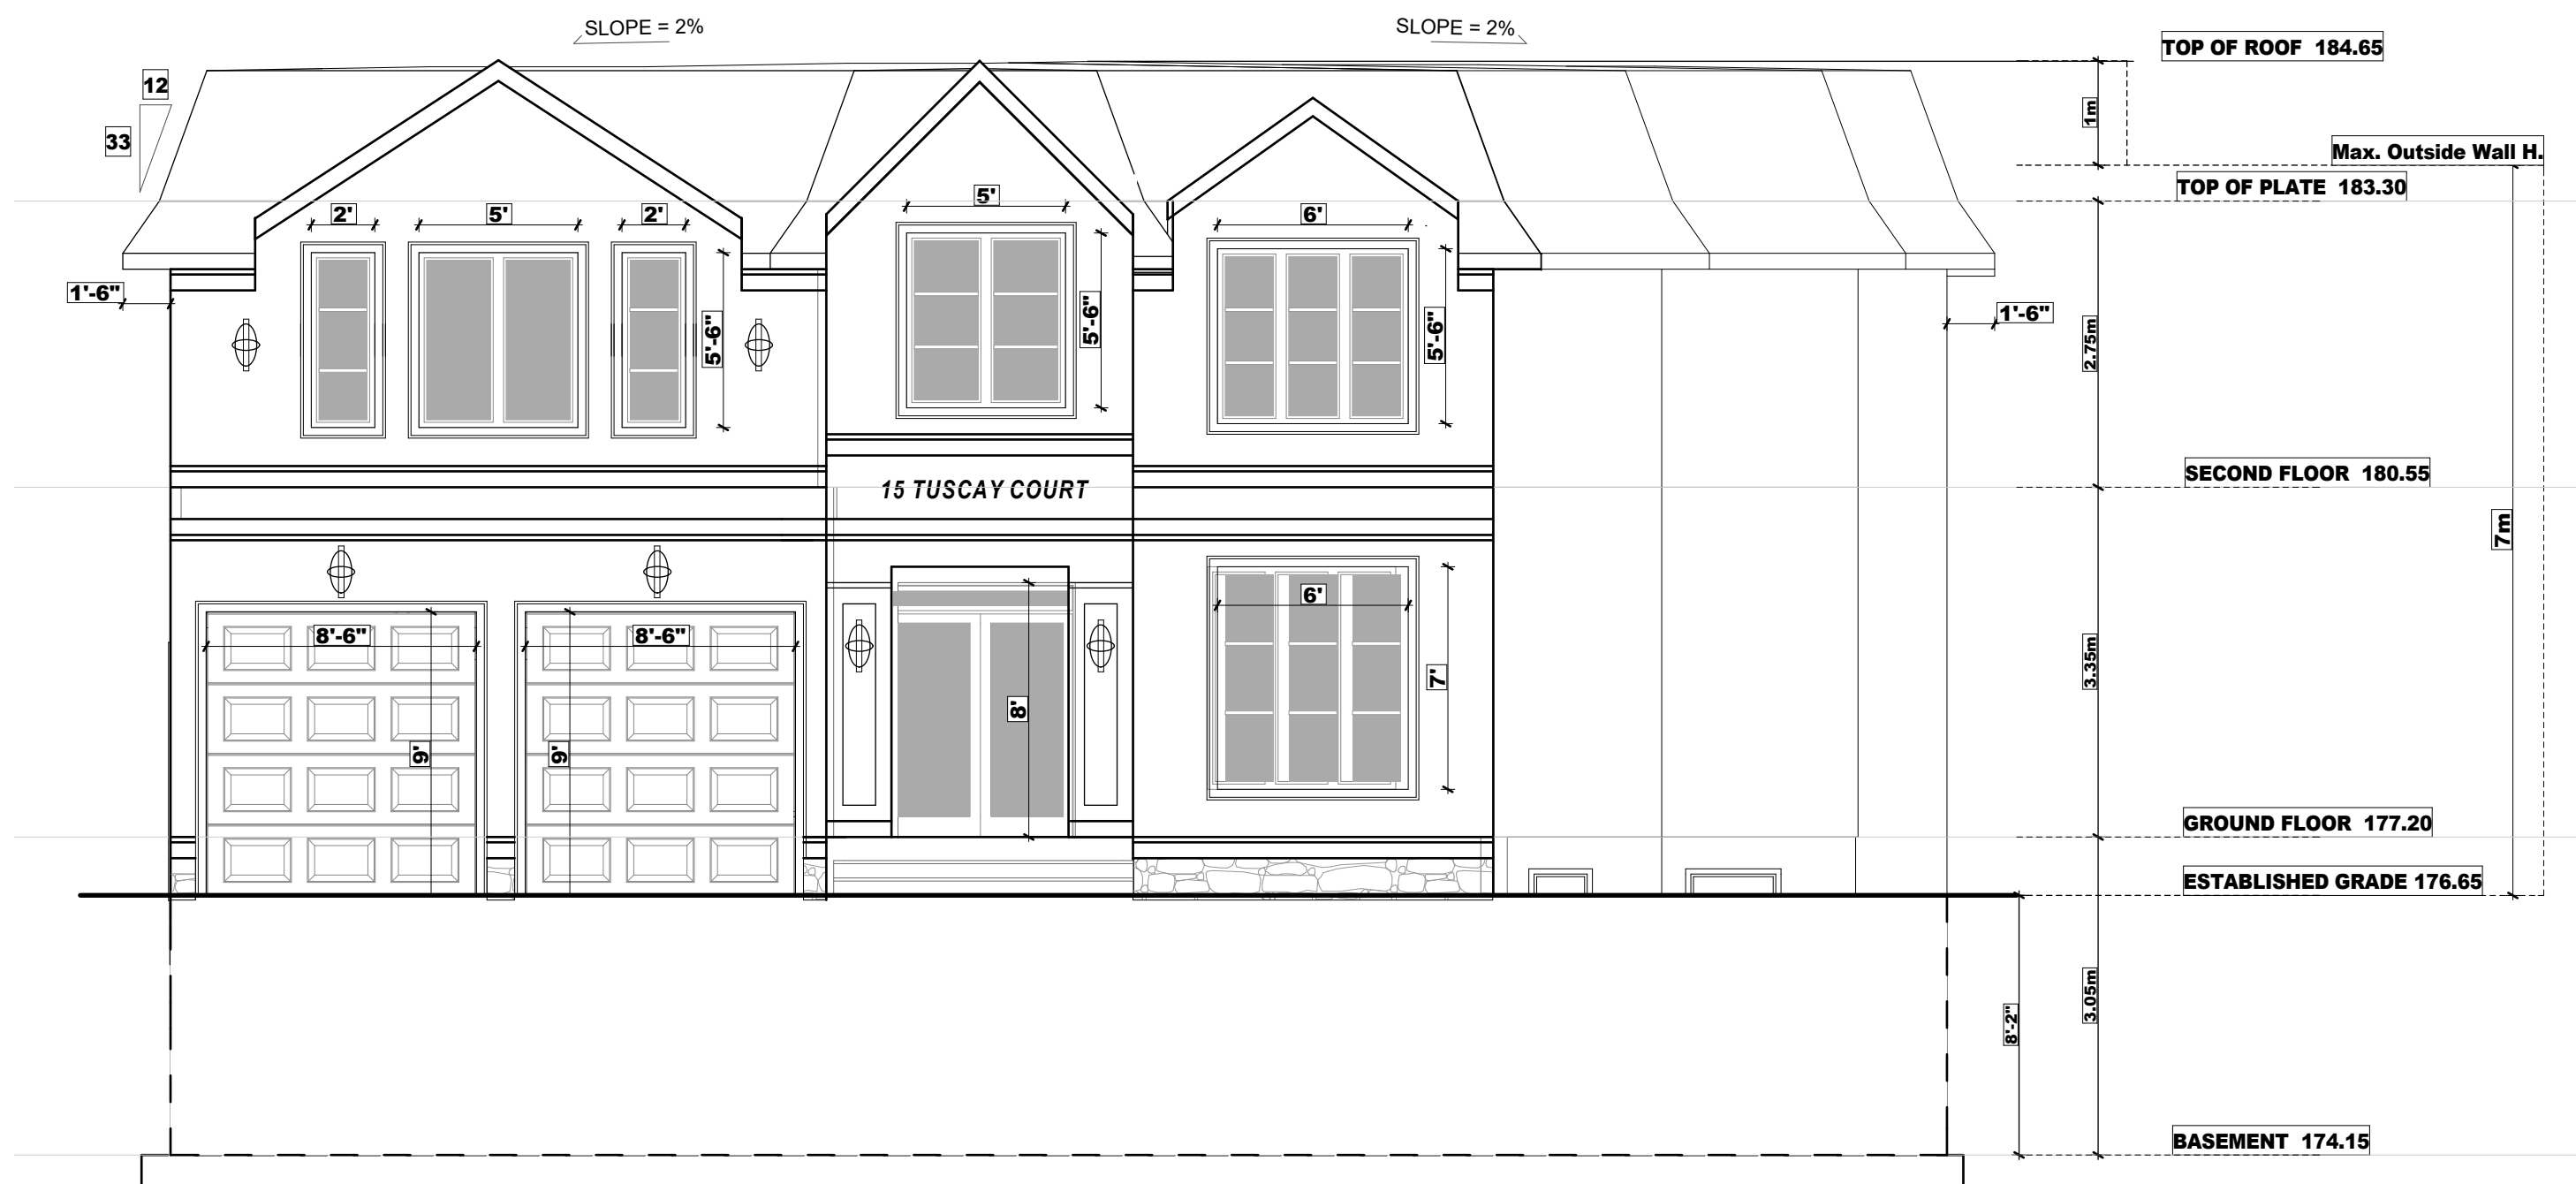 SLOPE = 2%
SLOPE = 2%
TOP OF ROOF 184.65
12
33
1m
Max. Outside Wall H.
TOP OF PLATE 183.30
2'
5'
2'
5'
6'
1'-6"
5'-6"
5'-6"
5'-6"
1'-6"
2.75m
SECOND FLOOR 180.55
15 TUSCAY COURT
7m
8'-6"
8'-6"
6'
7'
3.35m
8'
9'
9'
GROUND FLOOR 177.20
ESTABLISHED GRADE 176.65
8'-2"
3.05m
BASEMENT 174.15